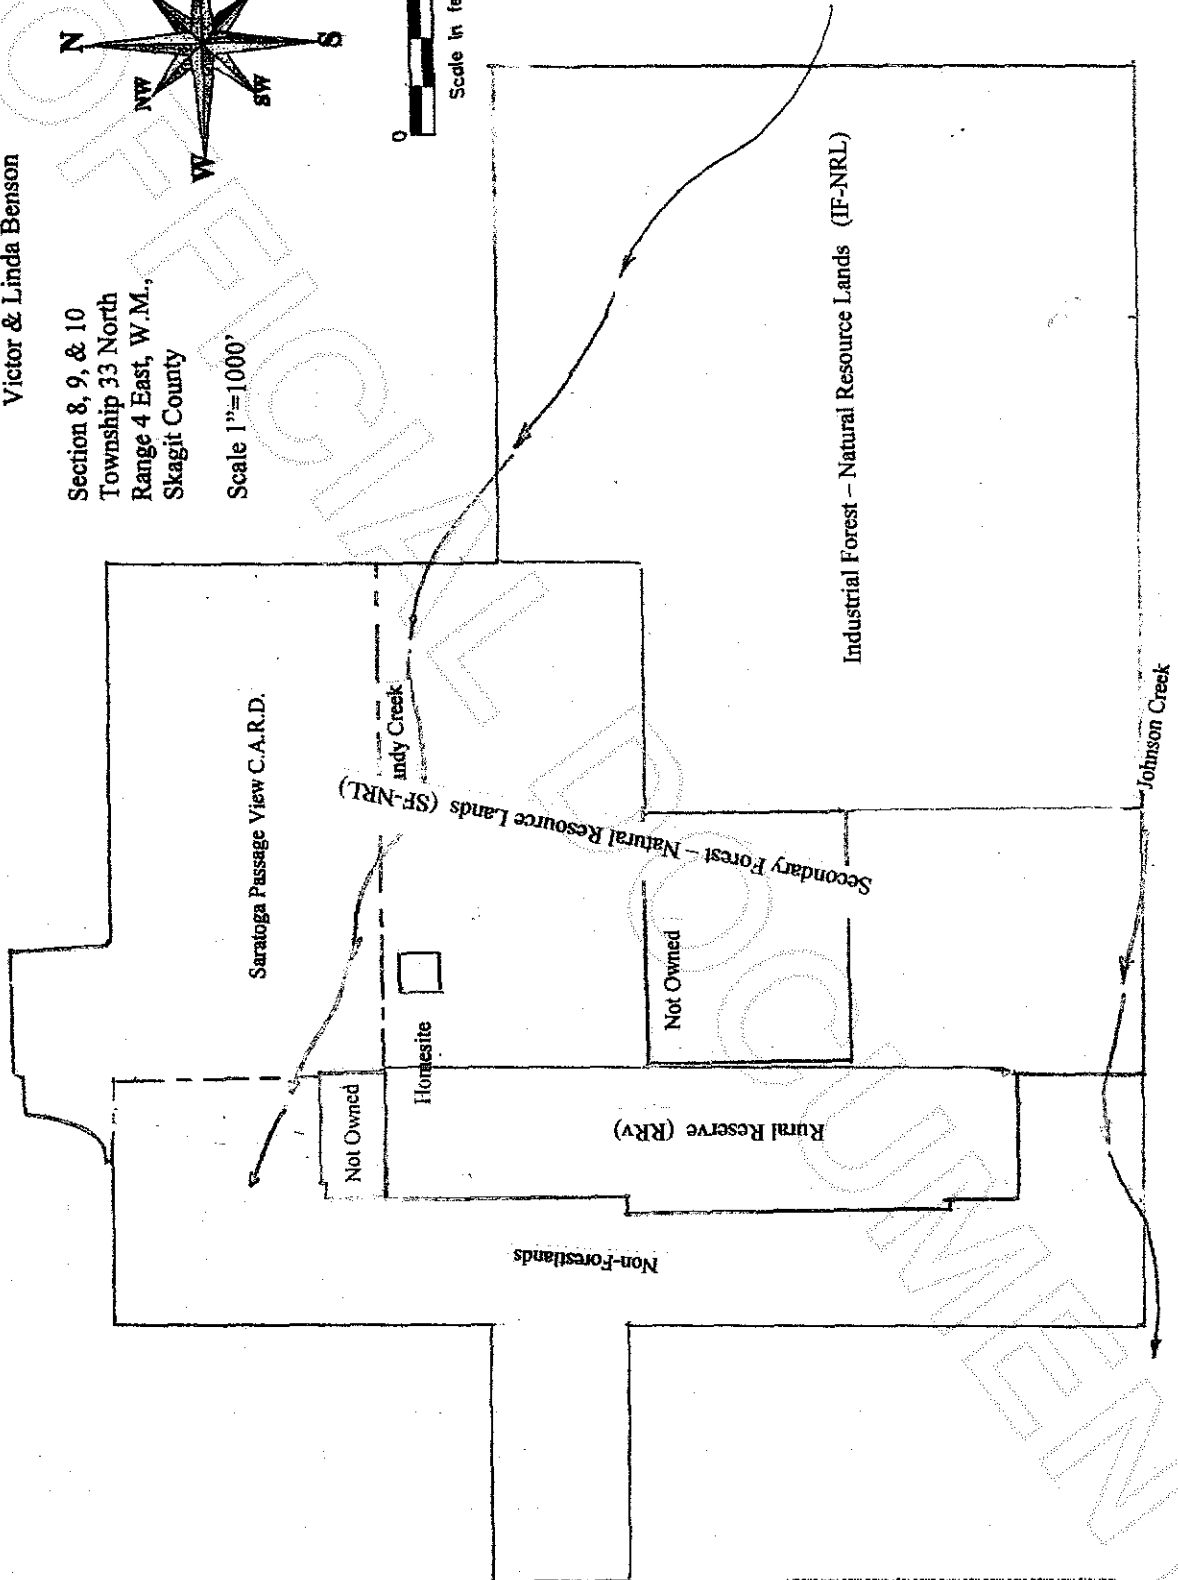 Victor & Linda Benson
Section 8, 9, & 10
Township 33 North
Range 4 East, W.M.,
Skagit County
Scale 1"=1000'
N
NW
W
SW
S
0
Scale in fe
Saratoga Passage View C.A.R.D.
andy Creek
Secondary Forest – Natural Resource Lands (SF-NRL)
Homesite
Not Owned
Not Owned
Rural Reserve (RRv)
Non-Forestlands
Industrial Forest – Natural Resource Lands (IF-NRL)
Johnson Creek
OFFICIAL DOCUMEN